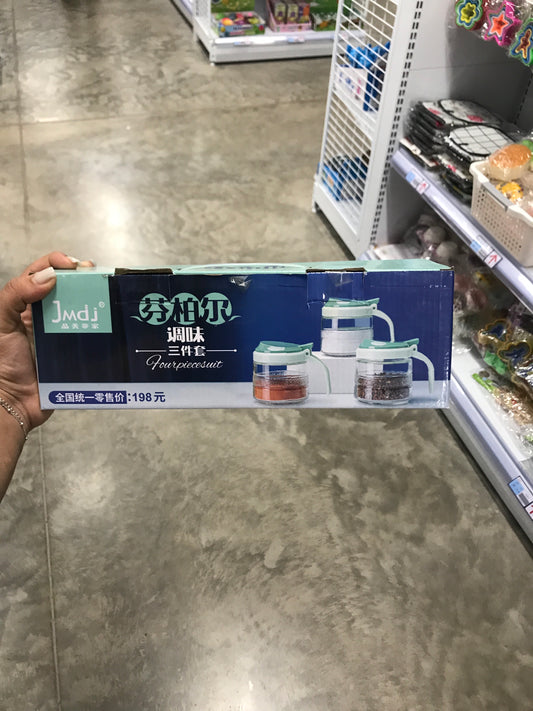 Jmdj®
品美帝家
芬柏尔
调味
三件套
Fourpiecesuit
全国统一零售价:198元